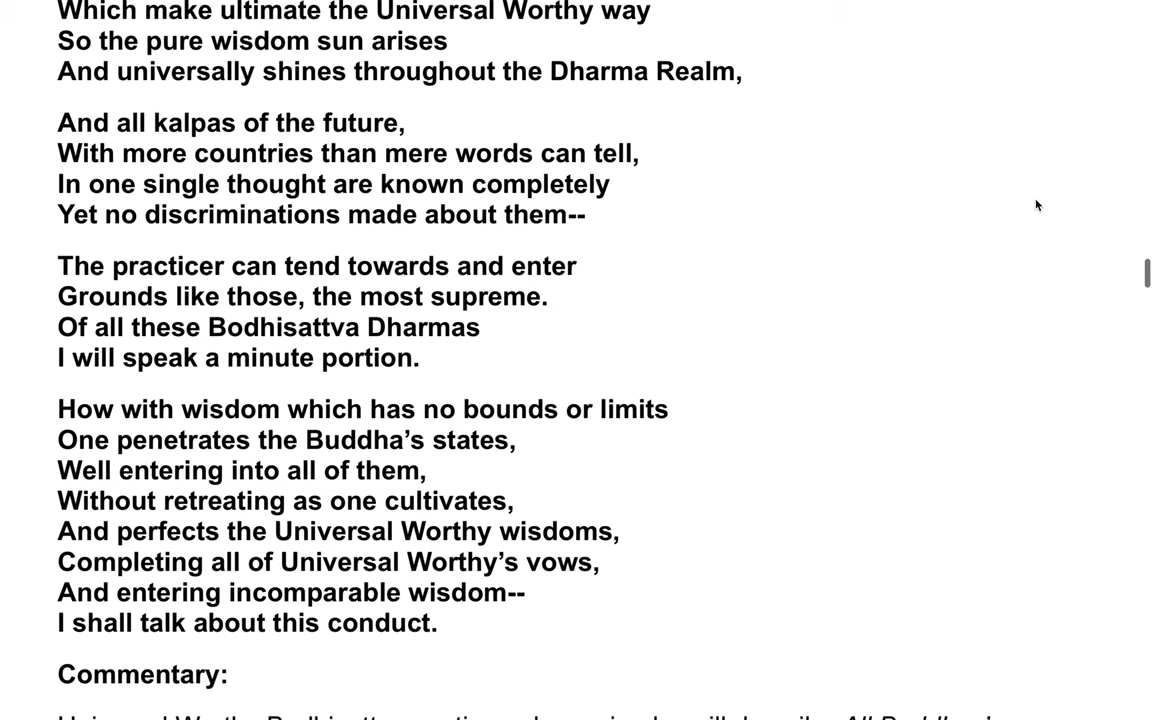 Which make ultimate the Universal Worthy way
So the pure wisdom sun arises
And universally shines throughout the Dharma Realm,
And all kalpas of the future,
With more countries than mere words can tell,
In one single thought are known completely
Yet no discriminations made about them--
The practicer can tend towards and enter
Grounds like those, the most supreme.
Of all these Bodhisattva Dharmas
I will speak a minute portion.
How with wisdom which has no bounds or limits
One penetrates the Buddha’s states,
Well entering into all of them,
Without retreating as one cultivates,
And perfects the Universal Worthy wisdoms,
Completing all of Universal Worthy’s vows,
And entering incomparable wisdom--
I shall talk about this conduct.
Commentary: